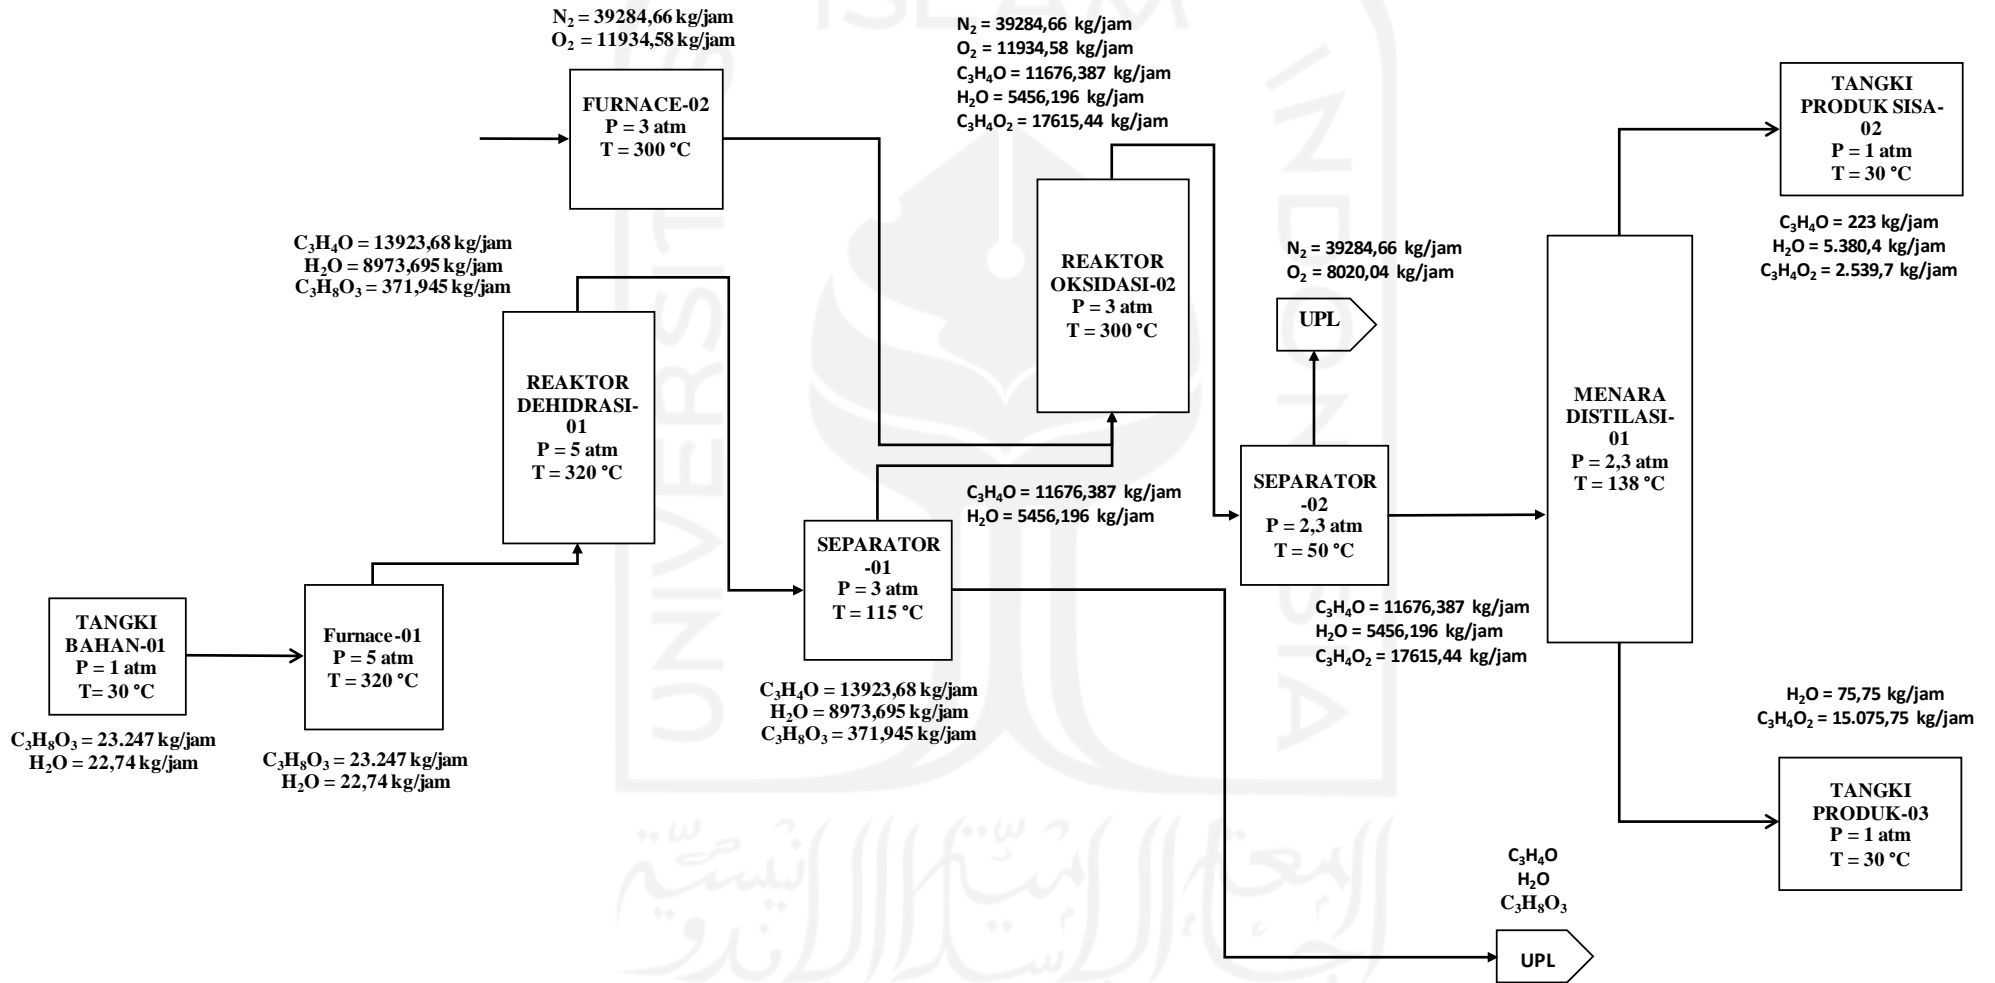 ISLAM
UNIVERSITAS
INDONESIA
N₂ = 39284,66 kg/jam
O₂ = 11934,58 kg/jam
FURNACE-02
P = 3 atm
T = 300 °C
N₂ = 39284,66 kg/jam
O₂ = 11934,58 kg/jam
C₃H₄O = 11676,387 kg/jam
H₂O = 5456,196 kg/jam
C₃H₄O₂ = 17615,44 kg/jam
TANGKI
PRODUK SISA-
02
P = 1 atm
T = 30 °C
C₃H₄O = 223 kg/jam
H₂O = 5.380,4 kg/jam
C₃H₄O₂ = 2.539,7 kg/jam
C₃H₄O = 13923,68 kg/jam
H₂O = 8973,695 kg/jam
C₃H₈O₃ = 371,945 kg/jam
REAKTOR
DEHIDRASI-
01
P = 5 atm
T = 320 °C
REAKTOR
OKSIDASI-02
P = 3 atm
T = 300 °C
N₂ = 39284,66 kg/jam
O₂ = 8020,04 kg/jam
UPL
MENARA
DISTILASI-
01
P = 2,3 atm
T = 138 °C
C₃H₄O = 11676,387 kg/jam
H₂O = 5456,196 kg/jam
SEPARATOR
-02
P = 2,3 atm
T = 50 °C
SEPARATOR
-01
P = 3 atm
T = 115 °C
TANGKI
BAHAN-01
P = 1 atm
T= 30 °C
Furnace-01
P = 5 atm
T = 320 °C
C₃H₄O = 11676,387 kg/jam
H₂O = 5456,196 kg/jam
C₃H₄O₂ = 17615,44 kg/jam
C₃H₄O = 13923,68 kg/jam
H₂O = 8973,695 kg/jam
C₃H₈O₃ = 371,945 kg/jam
H₂O = 75,75 kg/jam
C₃H₄O₂ = 15.075,75 kg/jam
C₃H₈O₃ = 23.247 kg/jam
H₂O = 22,74 kg/jam
C₃H₈O₃ = 23.247 kg/jam
H₂O = 22,74 kg/jam
TANGKI
PRODUK-03
P = 1 atm
T = 30 °C
C₃H₄O
H₂O
C₃H₈O₃
UPL